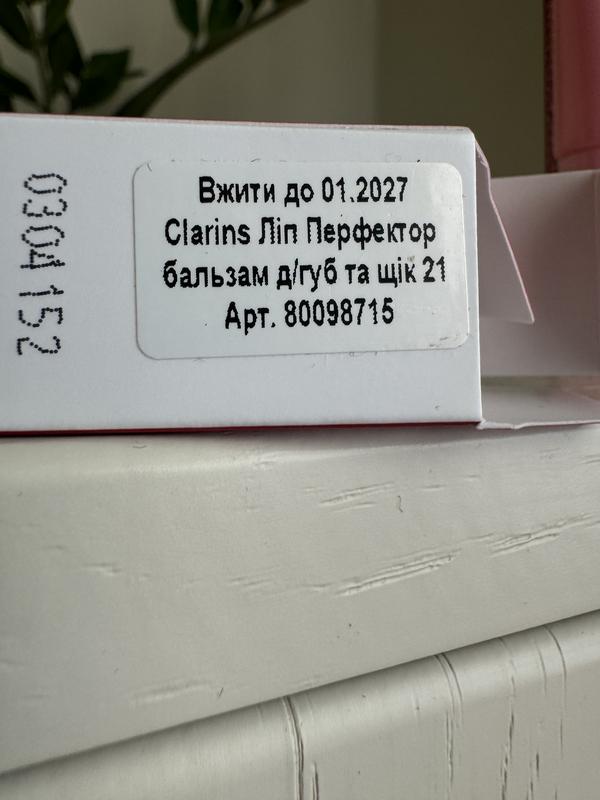 0304152
Вжити до 01.2027
Clarins Ліп Перфектор
бальзам д/губ та щік 21
Арт. 80098715